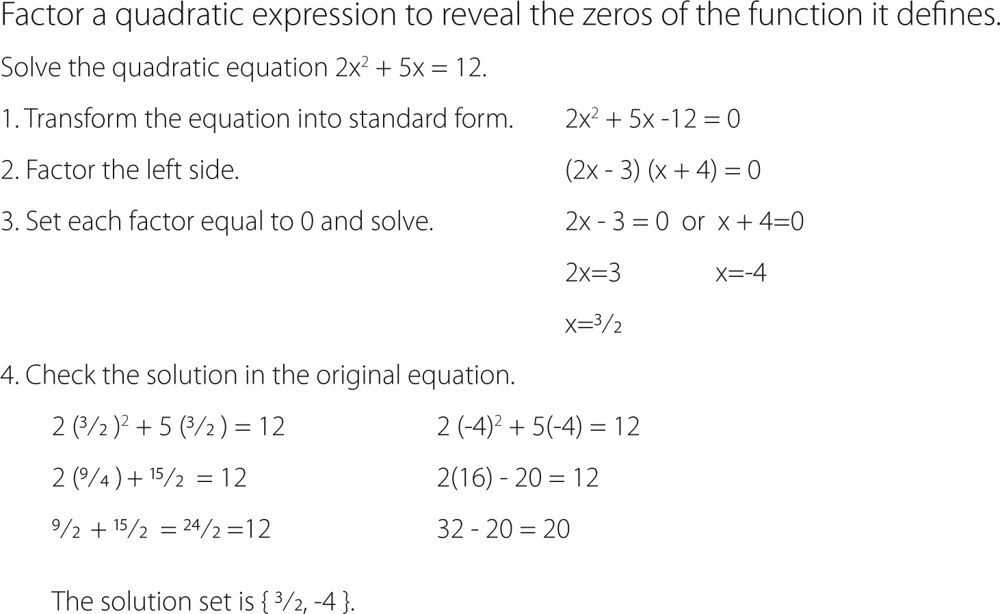 Factor a quadratic expression to reveal the zeros of the function it defines.
Solve the quadratic equation 2x² + 5x = 12.
1. Transform the equation into standard form. 2x² + 5x -12 = 0
2. Factor the left side. (2x - 3) (x + 4) = 0
3. Set each factor equal to 0 and solve. 2x - 3 = 0 or x + 4=0
2x=3 x=-4
x=³/₂
4. Check the solution in the original equation.
2 (³/₂ )² + 5 (³/₂ ) = 12 2 (-4)² + 5(-4) = 12
2 (⁹/₄ ) + ¹⁵/₂ = 12 2(16) - 20 = 12
⁹/₂ + ¹⁵/₂ = ²⁴/₂ =12 32 - 20 = 20
The solution set is { ³/₂, -4 }.